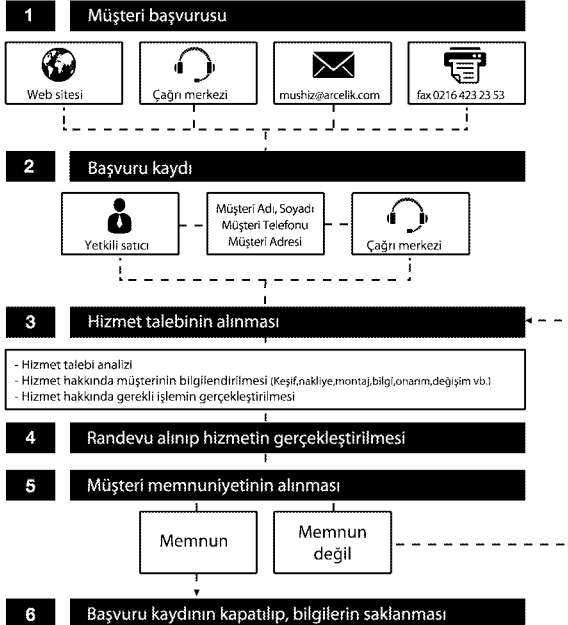 1 Müşteri başvurusu
Web sitesi
Çağrı merkezi
mushiz@arcelik.com
fax 0216 423 23 53
2 Başvuru kaydı
Yetkili satıcı
Müşteri Adı, Soyadı
Müşteri Telefonu
Müşteri Adresi
Çağrı merkezi
3 Hizmet talebinin alınması
- Hizmet talebi analizi
- Hizmet hakkında müşterinin bilgilendirilmesi (Keşif,nakliye,montaj,bilgi,onarım,değişim vb.)
- Hizmet hakkında gerekli işlemin gerçekleştirilmesi
4 Randevu alınıp hizmetin gerçekleştirilmesi
5 Müşteri memnuniyetinin alınması
Memnun
Memnun
değil
6 Başvuru kaydının kapatılıp, bilgilerin saklanması